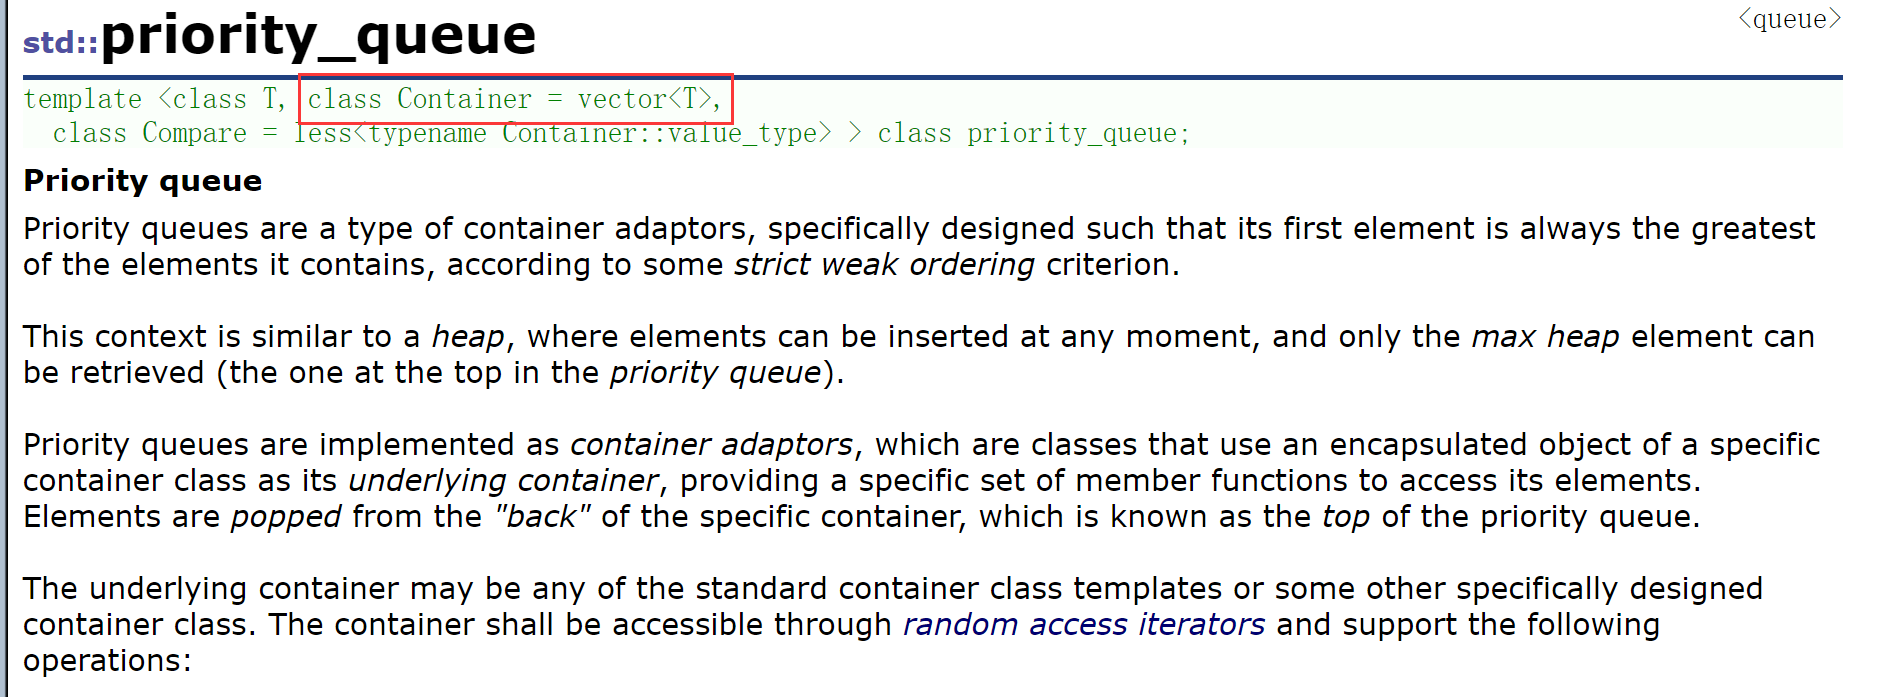 <queue>
std::priority_queue
template <class T, class Container = vector<T>,
class Compare = less<typename Container::value_type> > class priority_queue;
Priority queue
Priority queues are a type of container adaptors, specifically designed such that its first element is always the greatest
of the elements it contains, according to some strict weak ordering criterion.
This context is similar to a heap, where elements can be inserted at any moment, and only the max heap element can
be retrieved (the one at the top in the priority queue).
Priority queues are implemented as container adaptors, which are classes that use an encapsulated object of a specific
container class as its underlying container, providing a specific set of member functions to access its elements.
Elements are popped from the "back" of the specific container, which is known as the top of the priority queue.
The underlying container may be any of the standard container class templates or some other specifically designed
container class. The container shall be accessible through random access iterators and support the following
operations: